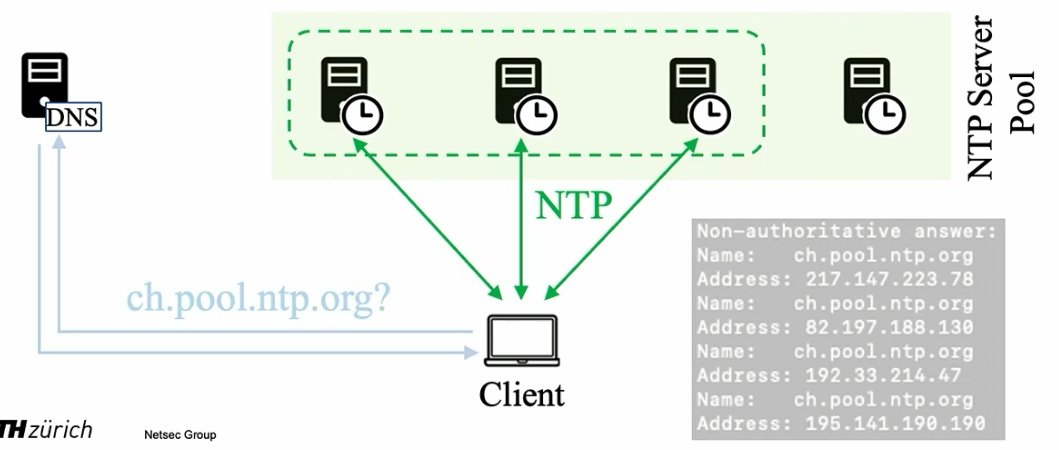 DNS
NTP Server
Pool
NTP
ch.pool.ntp.org?
Client
Non-authoritative answer:
Name: ch.pool.ntp.org
Address: 217.147.223.78
Name: ch.pool.ntp.org
Address: 82.197.188.130
Name: ch.pool.ntp.org
Address: 192.33.214.47
Name: ch.pool.ntp.org
Address: 195.141.190.190
TH zürich
Netsec Group